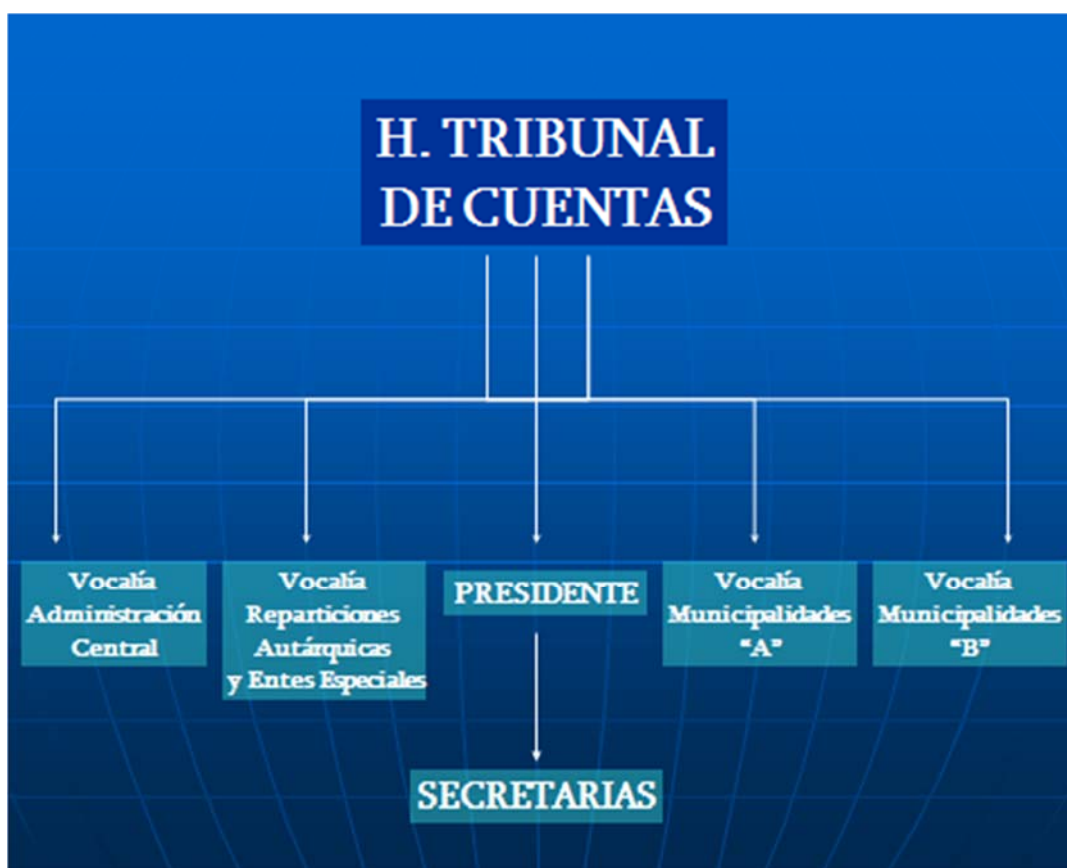 H. TRIBUNAL
DE CUENTAS
Vocalía
Administración
Central
Vocalía
Reparticiones
Autárquicas
y Entes Especiales
PRESIDENTE
Vocalía
Municipalidades
"A"
Vocalía
Municipalidades
"B"
SECRETARIAS